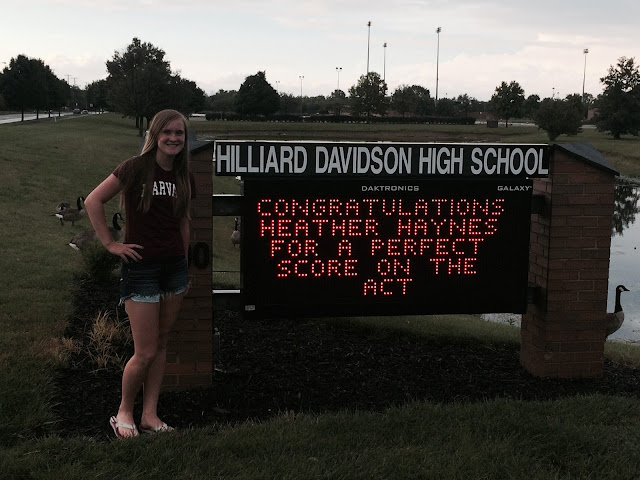 HILLIARD DAVIDSON HIGH SCHOOL
DAKTRONICS GALAXY
CONGRATULATIONS
HEATHER HAYNES
FOR A PERFECT
SCORE ON THE
ACT